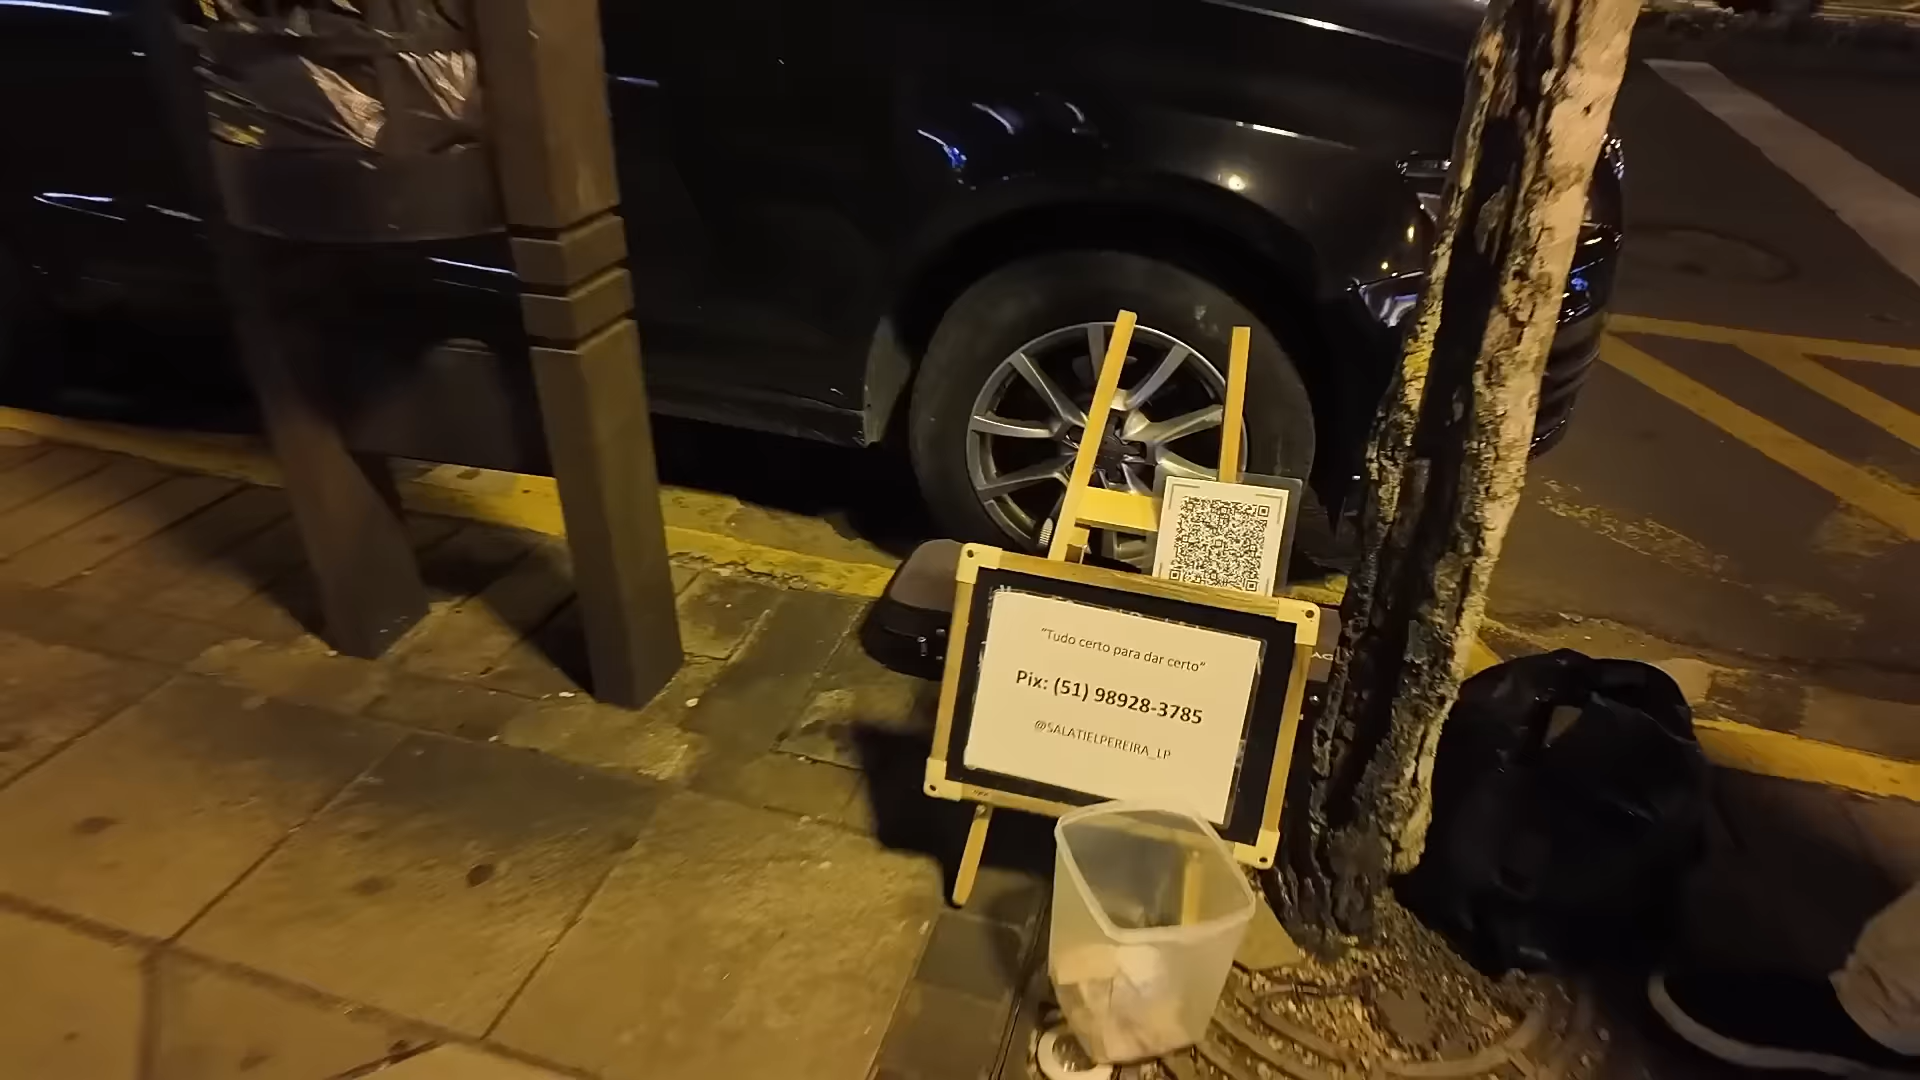 "Tudo certo para dar certo"
Pix: (51) 98928-3785
@SALATIELPEREIRA_LP